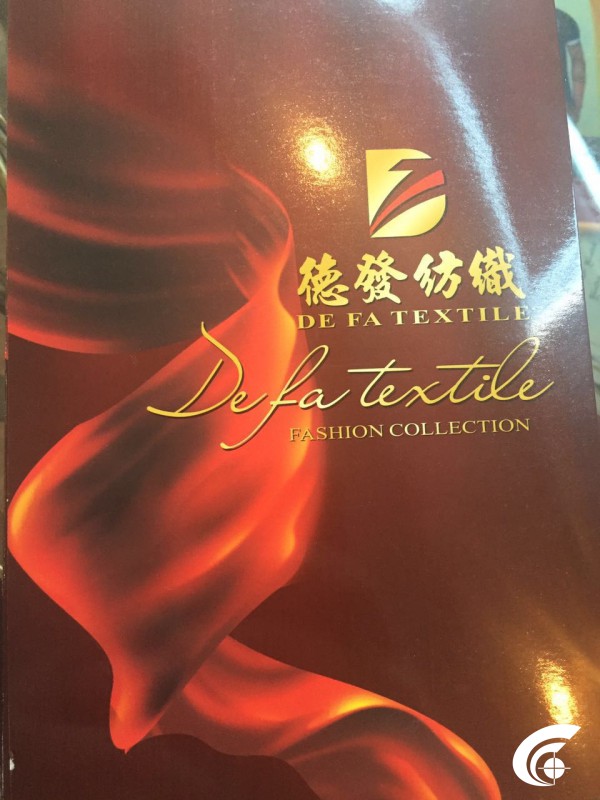 德發紡織
DE FA TEXTILE
De fa textile
FASHION COLLECTION